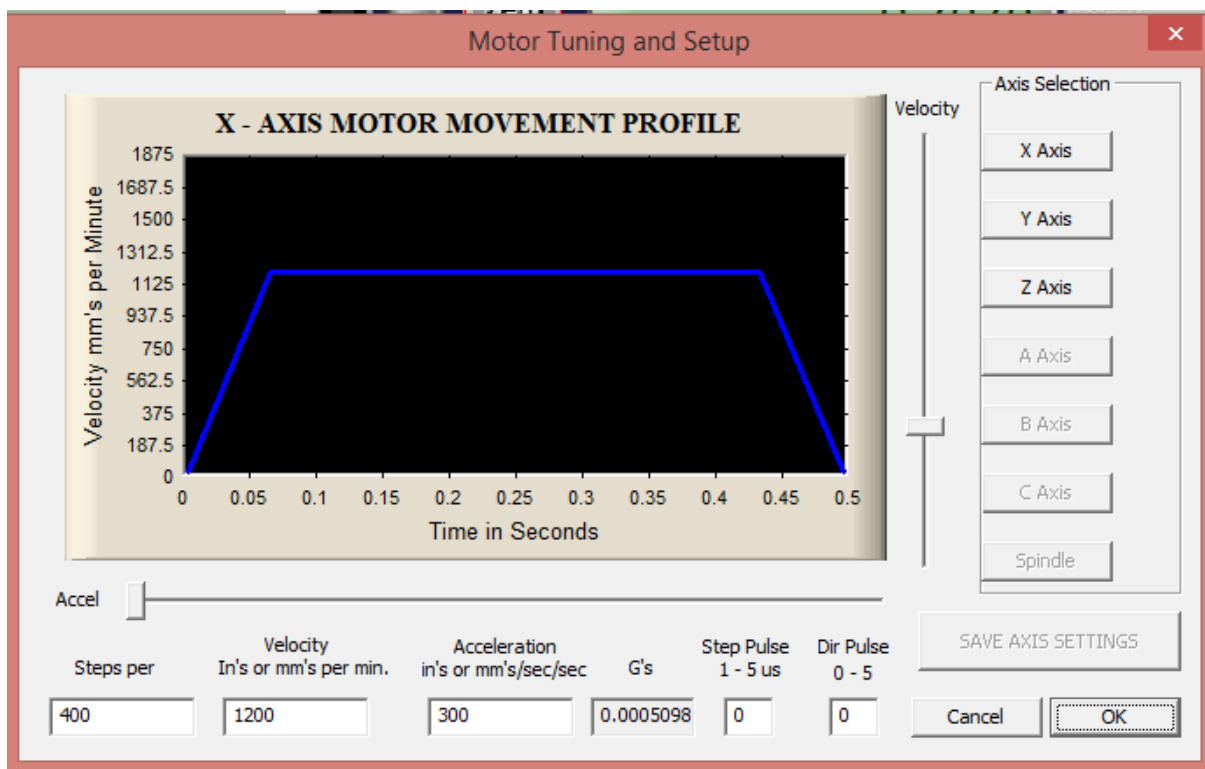 Motor Tuning and Setup
X - AXIS MOTOR MOVEMENT PROFILE
Velocity mm's per Minute
1875
1687.5
1500
1312.5
1125
937.5
750
562.5
375
187.5
0
0 0.05 0.1 0.15 0.2 0.25 0.3 0.35 0.4 0.45 0.5
Time in Seconds
Velocity
Axis Selection
X Axis
Y Axis
Z Axis
A Axis
B Axis
C Axis
Spindle
Accel
SAVE AXIS SETTINGS
Steps per
400
Velocity
In's or mm's per min.
1200
Acceleration
in's or mm's/sec/sec
300
G's
0.0005098
Step Pulse
1 - 5 us
0
Dir Pulse
0 - 5
0
Cancel
OK